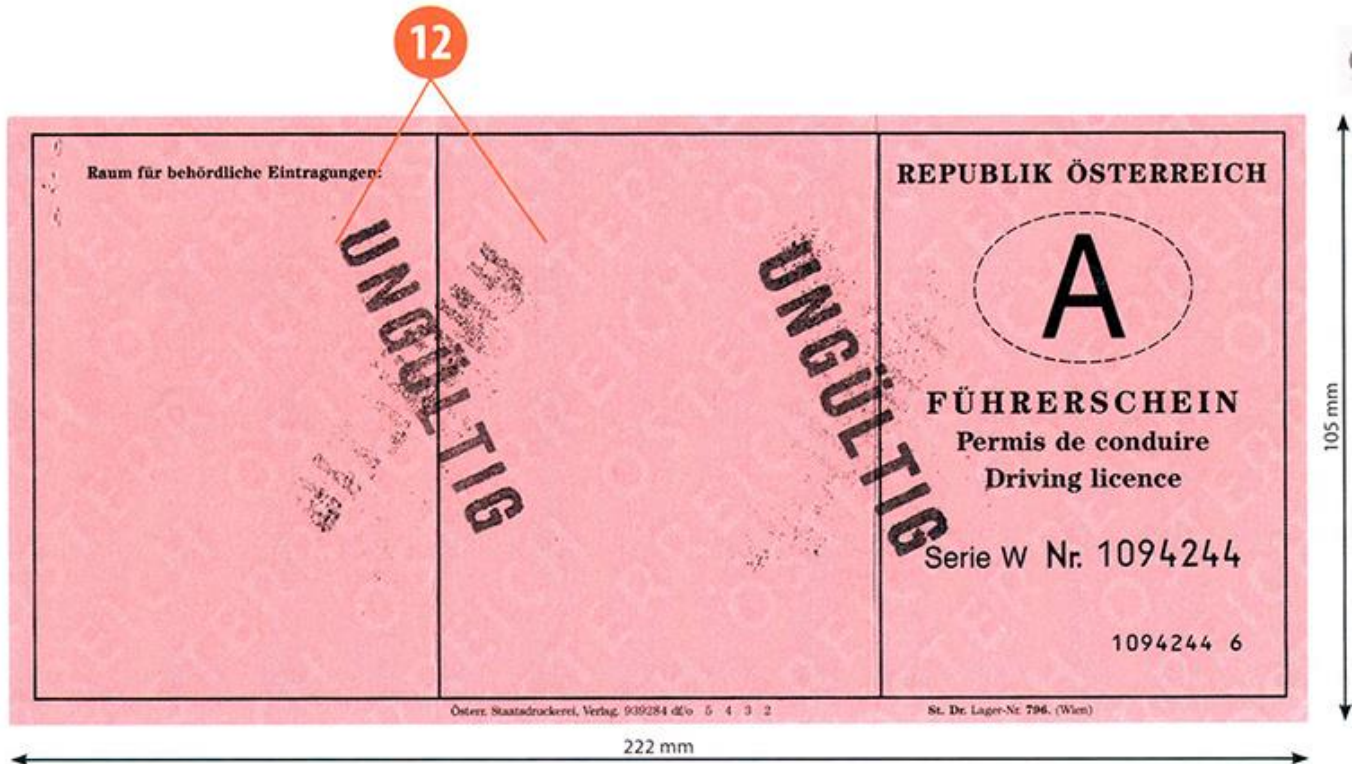 12
Raum für behördliche Eintragungen:
UNGÜLTIG
UNGÜLTIG
REPUBLIK ÖSTERREICH
A
FÜHRERSCHEIN
Permis de conduire
Driving licence
Serie W Nr. 1094244
1094244 6
Österr. Staatsdruckerei, Verlag. 939284 5 4 3 2
St. Dr. Lager-Nr. 796. (Wien)
105 mm
222 mm